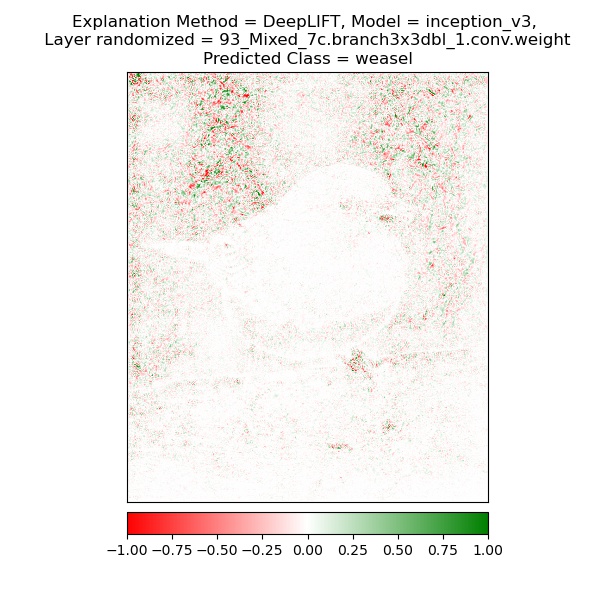 Explanation Method = DeepLIFT, Model = inception_v3,
Layer randomized = 93_Mixed_7c.branch3x3dbl_1.conv.weight
Predicted Class = weasel
−1.00 −0.75 −0.50 −0.25 0.00 0.25 0.50 0.75 1.00